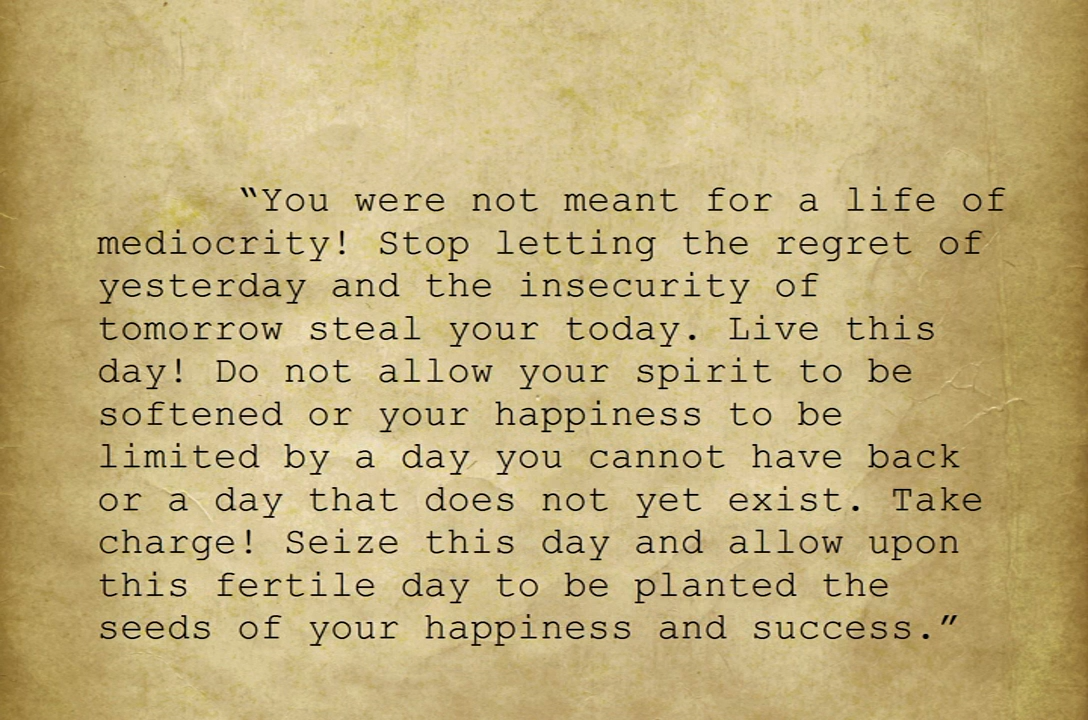 “You were not meant for a life of
mediocrity! Stop letting the regret of
yesterday and the insecurity of
tomorrow steal your today. Live this
day! Do not allow your spirit to be
softened or your happiness to be
limited by a day you cannot have back
or a day that does not yet exist. Take
charge! Seize this day and allow upon
this fertile day to be planted the
seeds of your happiness and success.”